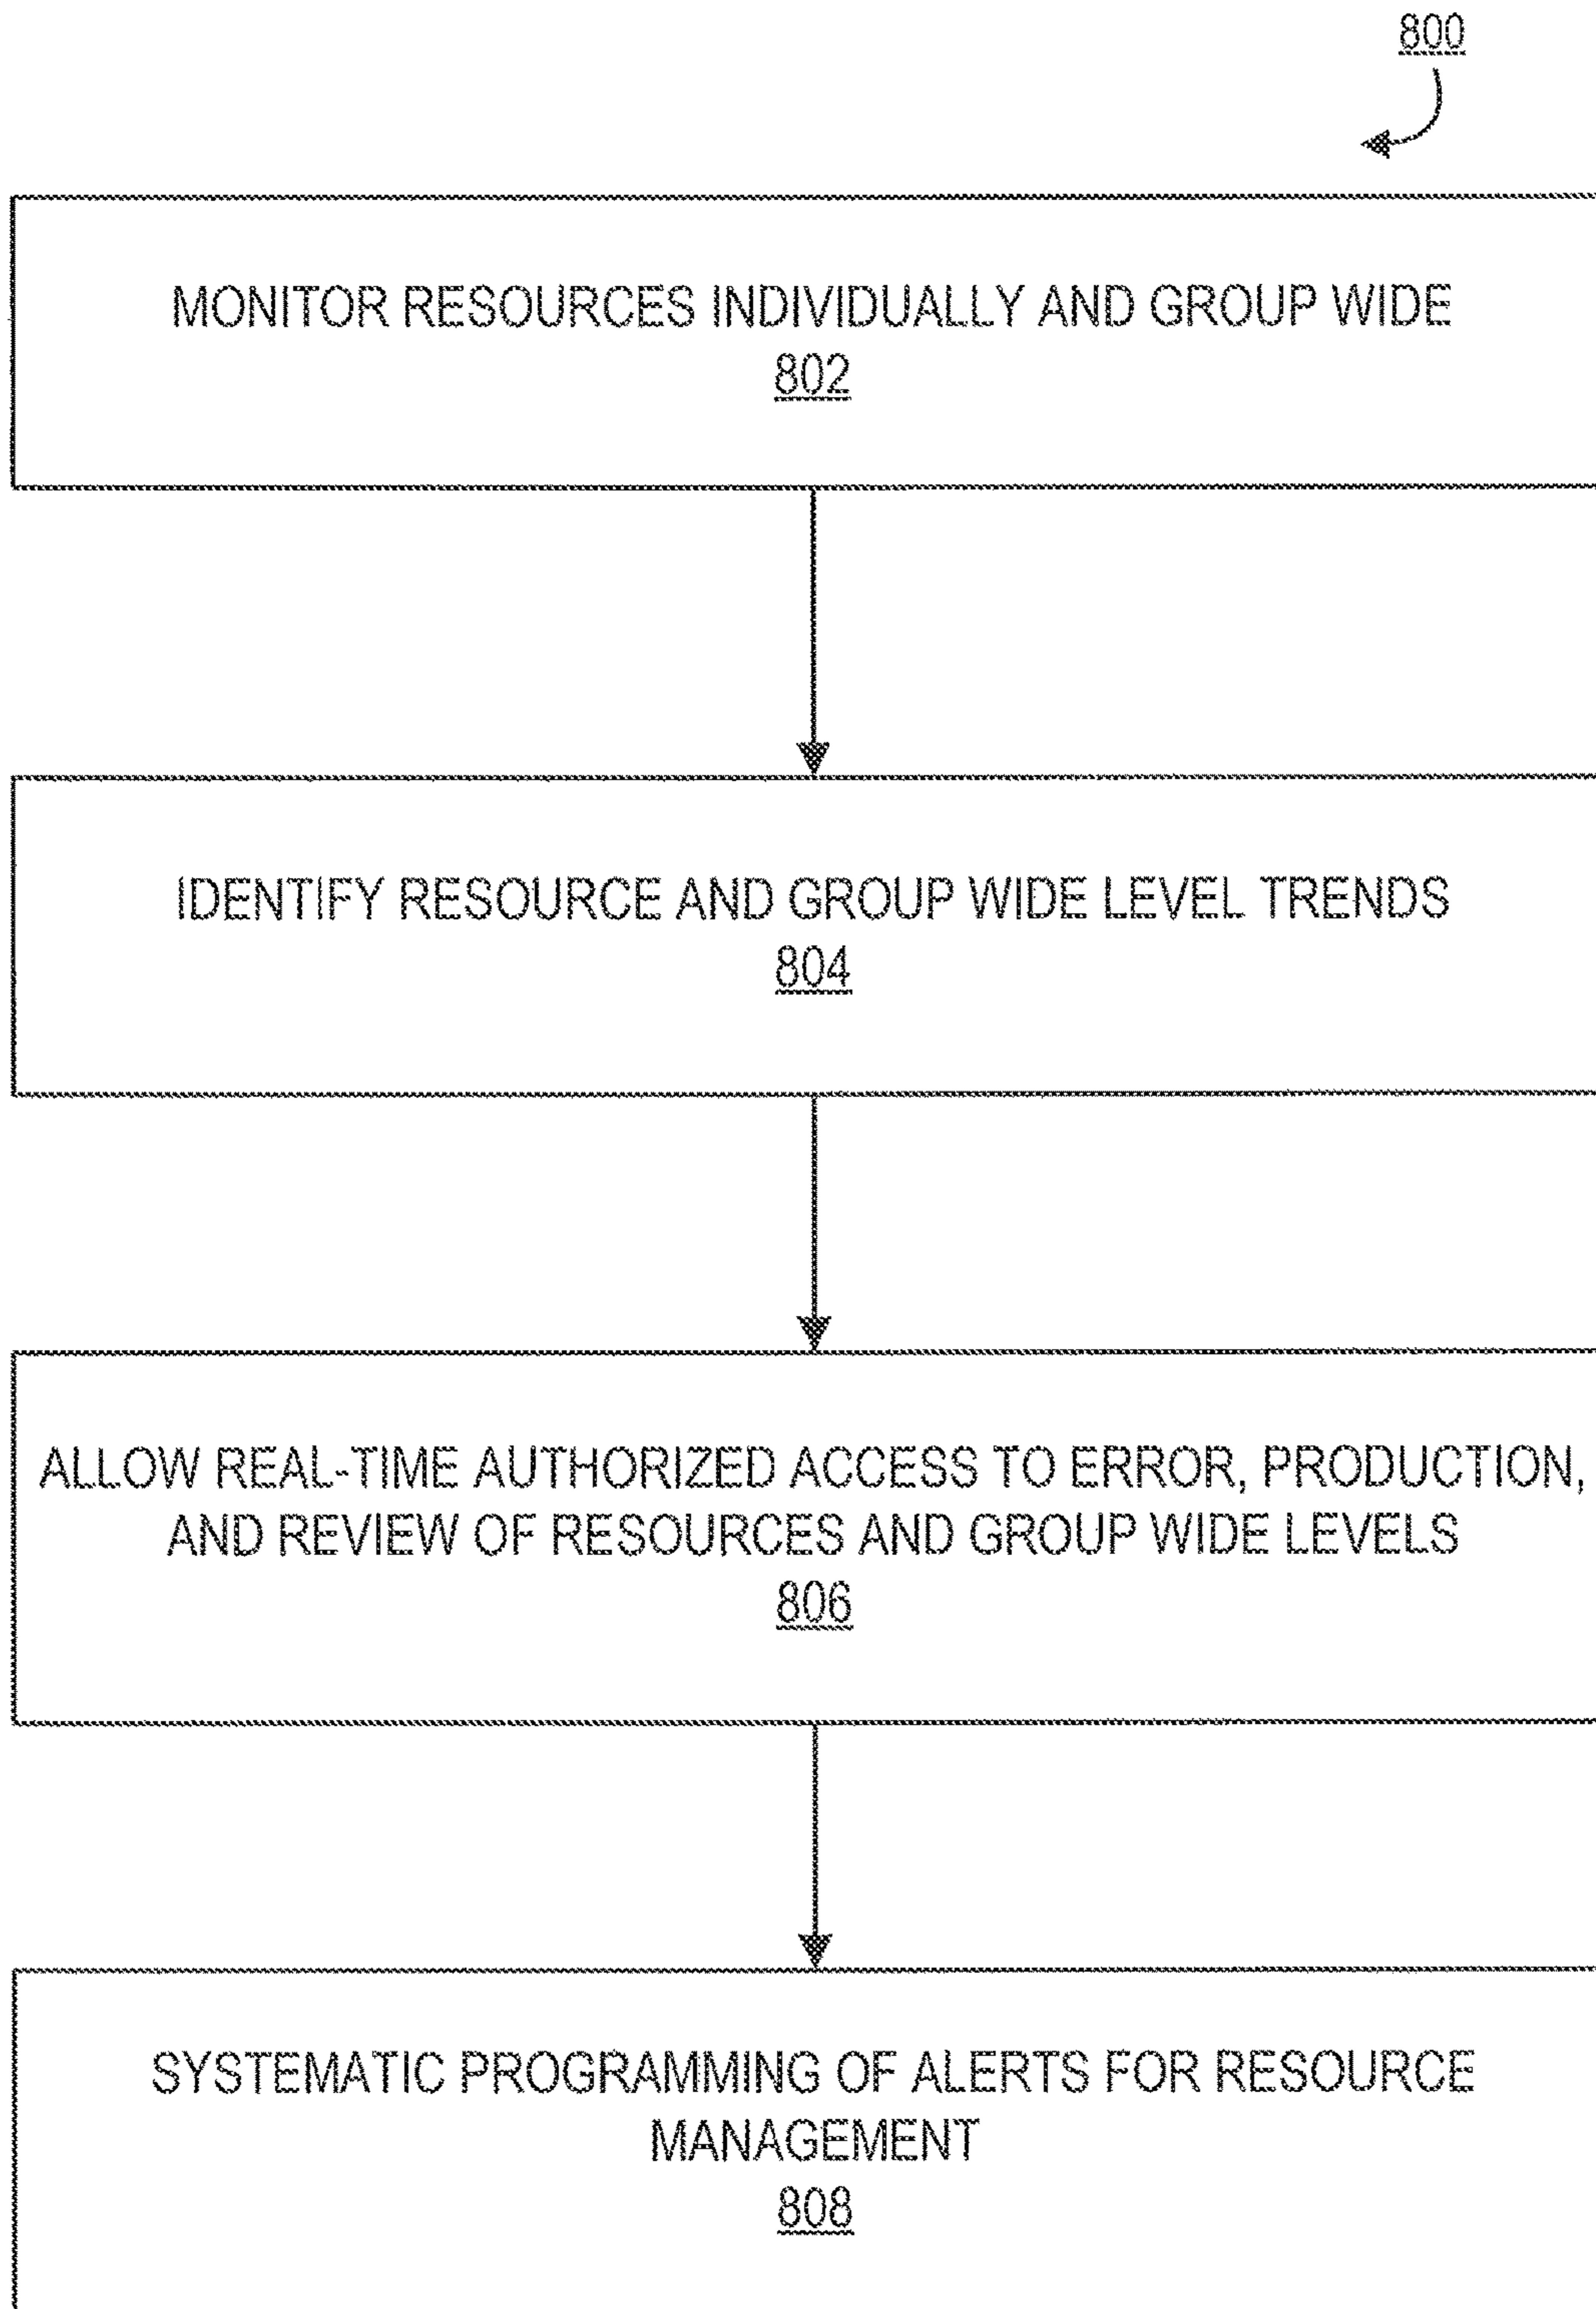 800
MONITOR RESOURCES INDIVIDUALLY AND GROUP WIDE
802
IDENTIFY RESOURCE AND GROUP WIDE LEVEL TRENDS
804
ALLOW REAL-TIME AUTHORIZED ACCESS TO ERROR, PRODUCTION,
AND REVIEW OF RESOURCES AND GROUP WIDE LEVELS
806
SYSTEMATIC PROGRAMMING OF ALERTS FOR RESOURCE
MANAGEMENT
808